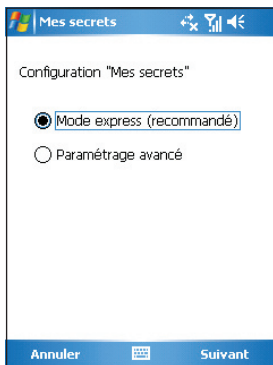 Mes secrets
Configuration "Mes secrets"
Mode express (recommandé)
Paramétrage avancé
Annuler Suivant